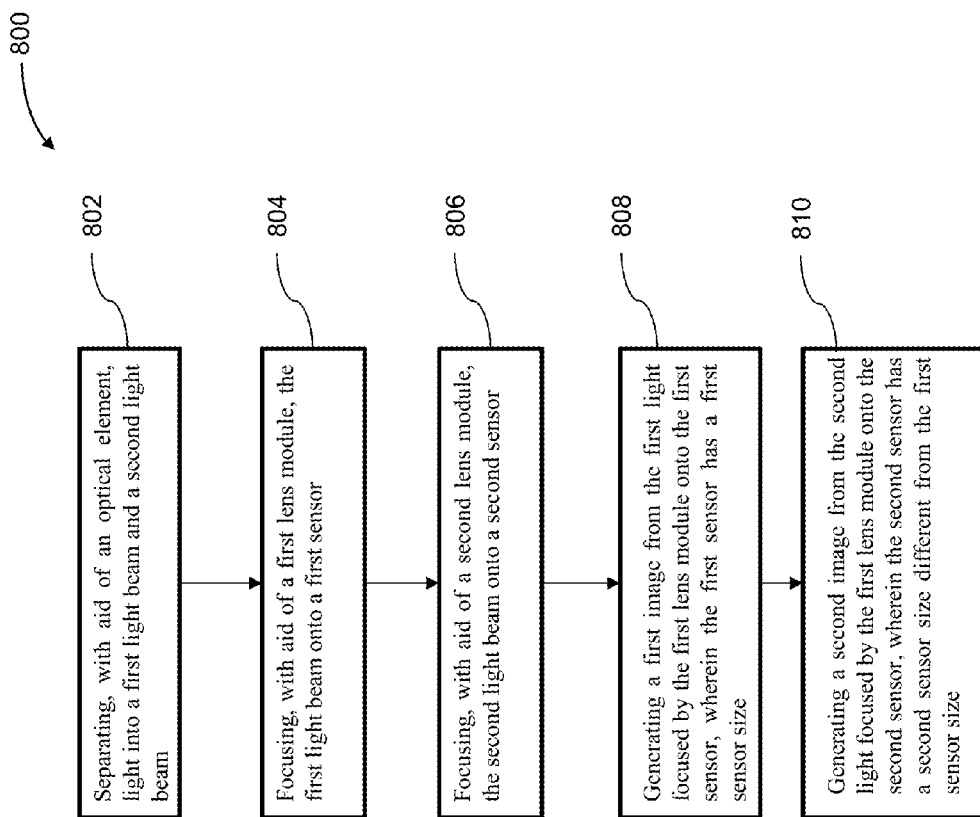 800
802
Separating, with aid of an optical element,
light into a first light beam and a second light
beam
804
Focusing, with aid of a first lens module, the
first light beam onto a first sensor
806
Focusing, with aid of a second lens module,
the second light beam onto a second sensor
808
Generating a first image from the first light
focused by the first lens module onto the first
sensor, wherein the first sensor has a first
sensor size
810
Generating a second image from the second
light focused by the first lens module onto the
second sensor, wherein the second sensor has
a second sensor size different from the first
sensor size